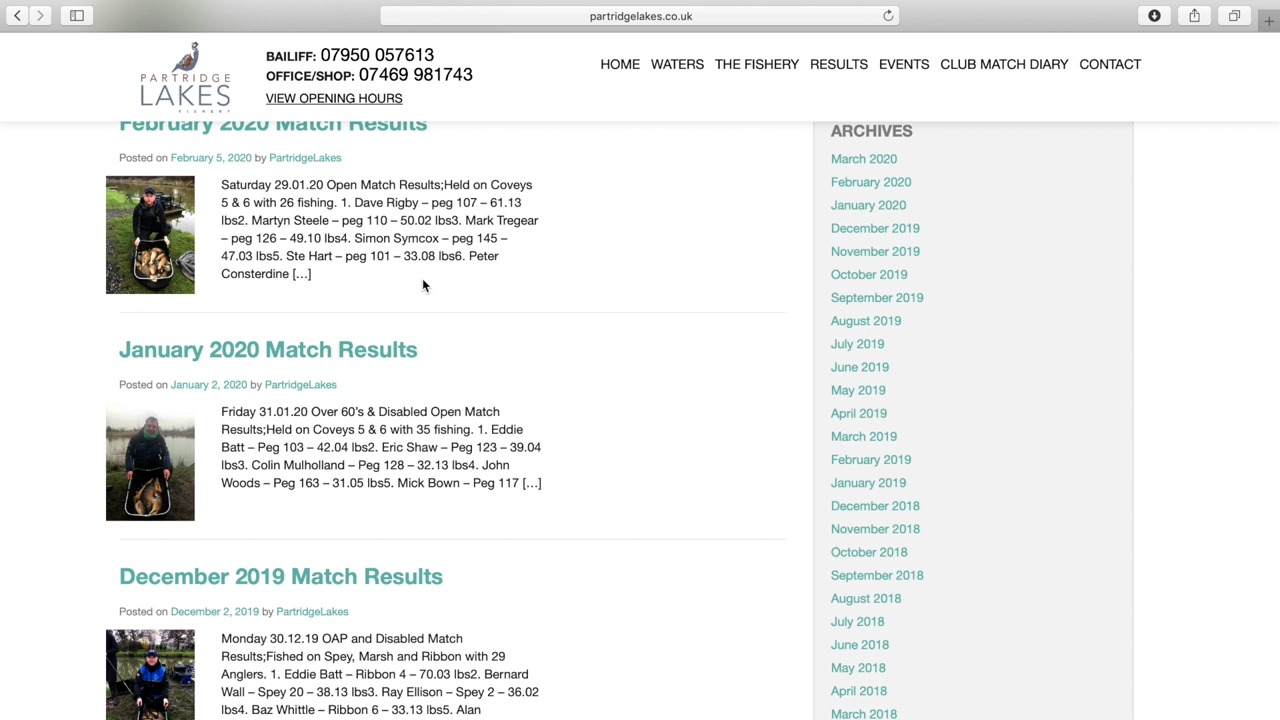 partridgelakes.co.uk
PARTRIDGE
LAKES
FISHERY
BAILIFF: 07950 057613
OFFICE/SHOP: 07469 981743
VIEW OPENING HOURS
HOME WATERS THE FISHERY RESULTS EVENTS CLUB MATCH DIARY CONTACT
February 2020 Match Results
Posted on February 5, 2020 by PartridgeLakes
Saturday 29.01.20 Open Match Results;Held on Coveys
5 & 6 with 26 fishing. 1. Dave Rigby – peg 107 – 61.13
lbs2. Martyn Steele – peg 110 – 50.02 lbs3. Mark Tregear
– peg 126 – 49.10 lbs4. Simon Symcox – peg 145 –
47.03 lbs5. Ste Hart – peg 101 – 33.08 lbs6. Peter
Consterdine […]
January 2020 Match Results
Posted on January 2, 2020 by PartridgeLakes
Friday 31.01.20 Over 60's & Disabled Open Match
Results;Held on Coveys 5 & 6 with 35 fishing. 1. Eddie
Batt – Peg 103 – 42.04 lbs2. Eric Shaw – Peg 123 – 39.04
lbs3. Colin Mulholland – Peg 128 – 32.13 lbs4. John
Woods – Peg 163 – 31.05 lbs5. Mick Bown – Peg 117 […]
December 2019 Match Results
Posted on December 2, 2019 by PartridgeLakes
Monday 30.12.19 OAP and Disabled Match
Results;Fished on Spey, Marsh and Ribbon with 29
Anglers. 1. Eddie Batt – Ribbon 4 – 70.03 lbs2. Bernard
Wall – Spey 20 – 38.13 lbs3. Ray Ellison – Spey 2 – 36.02
lbs4. Baz Whittle – Ribbon 6 – 33.13 lbs5. Alan
ARCHIVES
March 2020
February 2020
January 2020
December 2019
November 2019
October 2019
September 2019
August 2019
July 2019
June 2019
May 2019
April 2019
March 2019
February 2019
January 2019
December 2018
November 2018
October 2018
September 2018
August 2018
July 2018
June 2018
May 2018
April 2018
March 2018